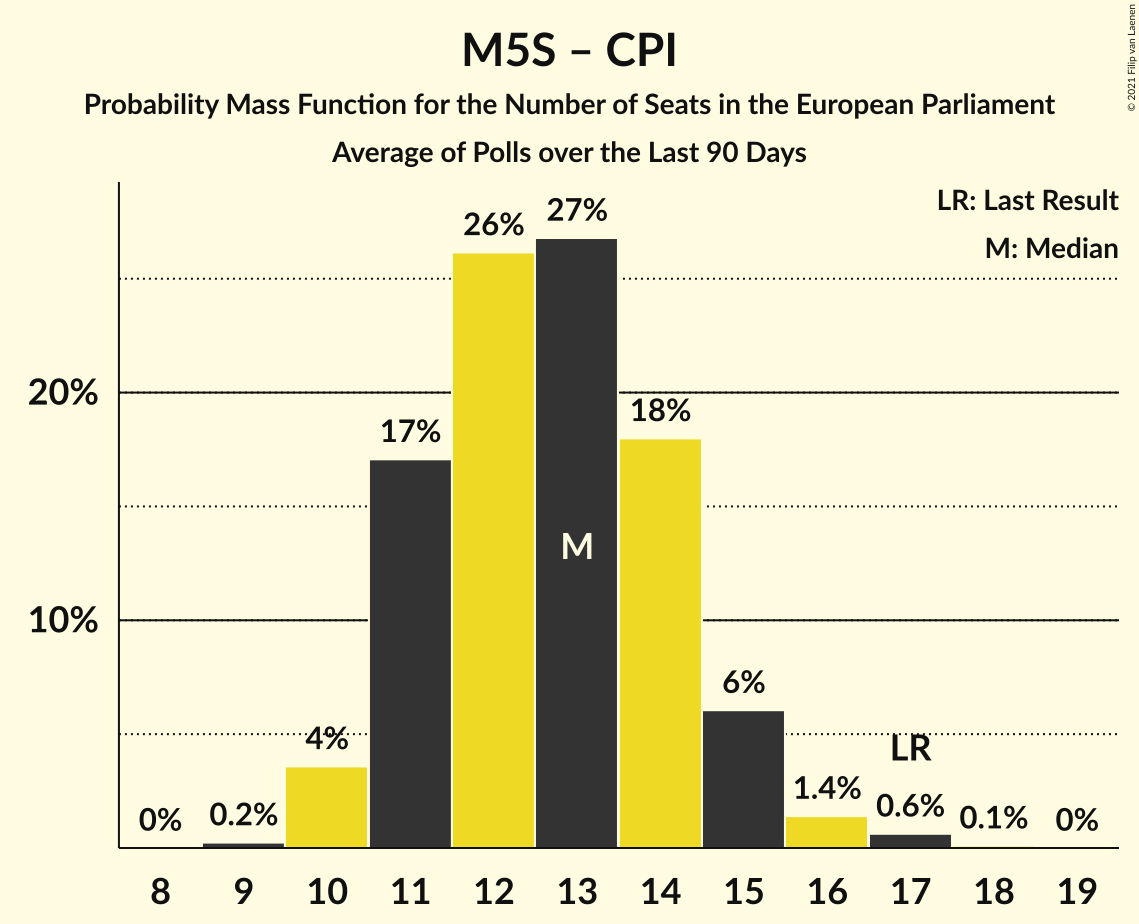 M5S – CPI
Probability Mass Function for the Number of Seats in the European Parliament
Average of Polls over the Last 90 Days
© 2021 Filip van Laenen
LR: Last Result
M: Median
27%
26%
20%
18%
17%
M
10%
6%
4%
LR
1.4%
0.6%
0.2%
0.1%
0%
0%
8 9 10 11 12 13 14 15 16 17 18 19